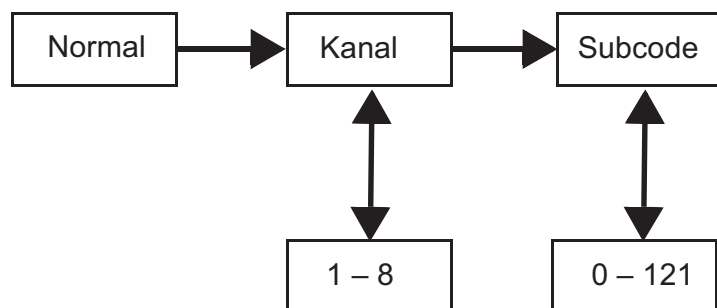 Normal
Kanal
Subcode
1 – 8
0 – 121